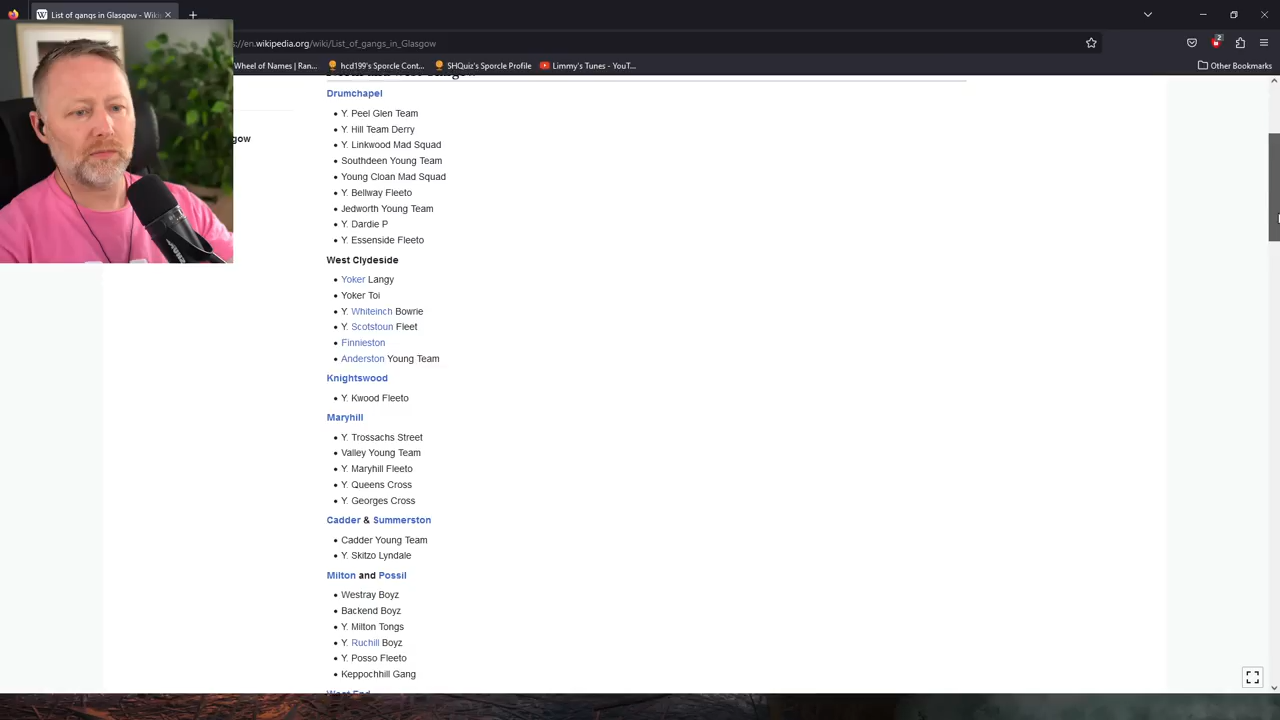 List of gangs in Glasgow - Wiki
://en.wikipedia.org/wiki/List_of_gangs_in_Glasgow
2
Wheel of Names | Ran...
hcd199's Sporcle Cont...
SHQuiz's Sporcle Profile
Limmy's Tunes - YouT...
Other Bookmarks
gow
Drumchapel
• Y. Peel Glen Team
• Y. Hill Team Derry
• Y. Linkwood Mad Squad
• Southdeen Young Team
• Young Cloan Mad Squad
• Y. Bellway Fleeto
• Jedworth Young Team
• Y. Dardie P
• Y. Essenside Fleeto
West Clydeside
• Yoker Langy
• Yoker Toi
• Y. Whiteinch Bowrie
• Y. Scotstoun Fleet
• Finnieston
• Anderston Young Team
Knightswood
• Y. Kwood Fleeto
Maryhill
• Y. Trossachs Street
• Valley Young Team
• Y. Maryhill Fleeto
• Y. Queens Cross
• Y. Georges Cross
Cadder & Summerston
• Cadder Young Team
• Y. Skitzo Lyndale
Milton and Possil
• Westray Boyz
• Backend Boyz
• Y. Milton Tongs
• Y. Ruchill Boyz
• Y. Posso Fleeto
• Keppochhill Gang
West End